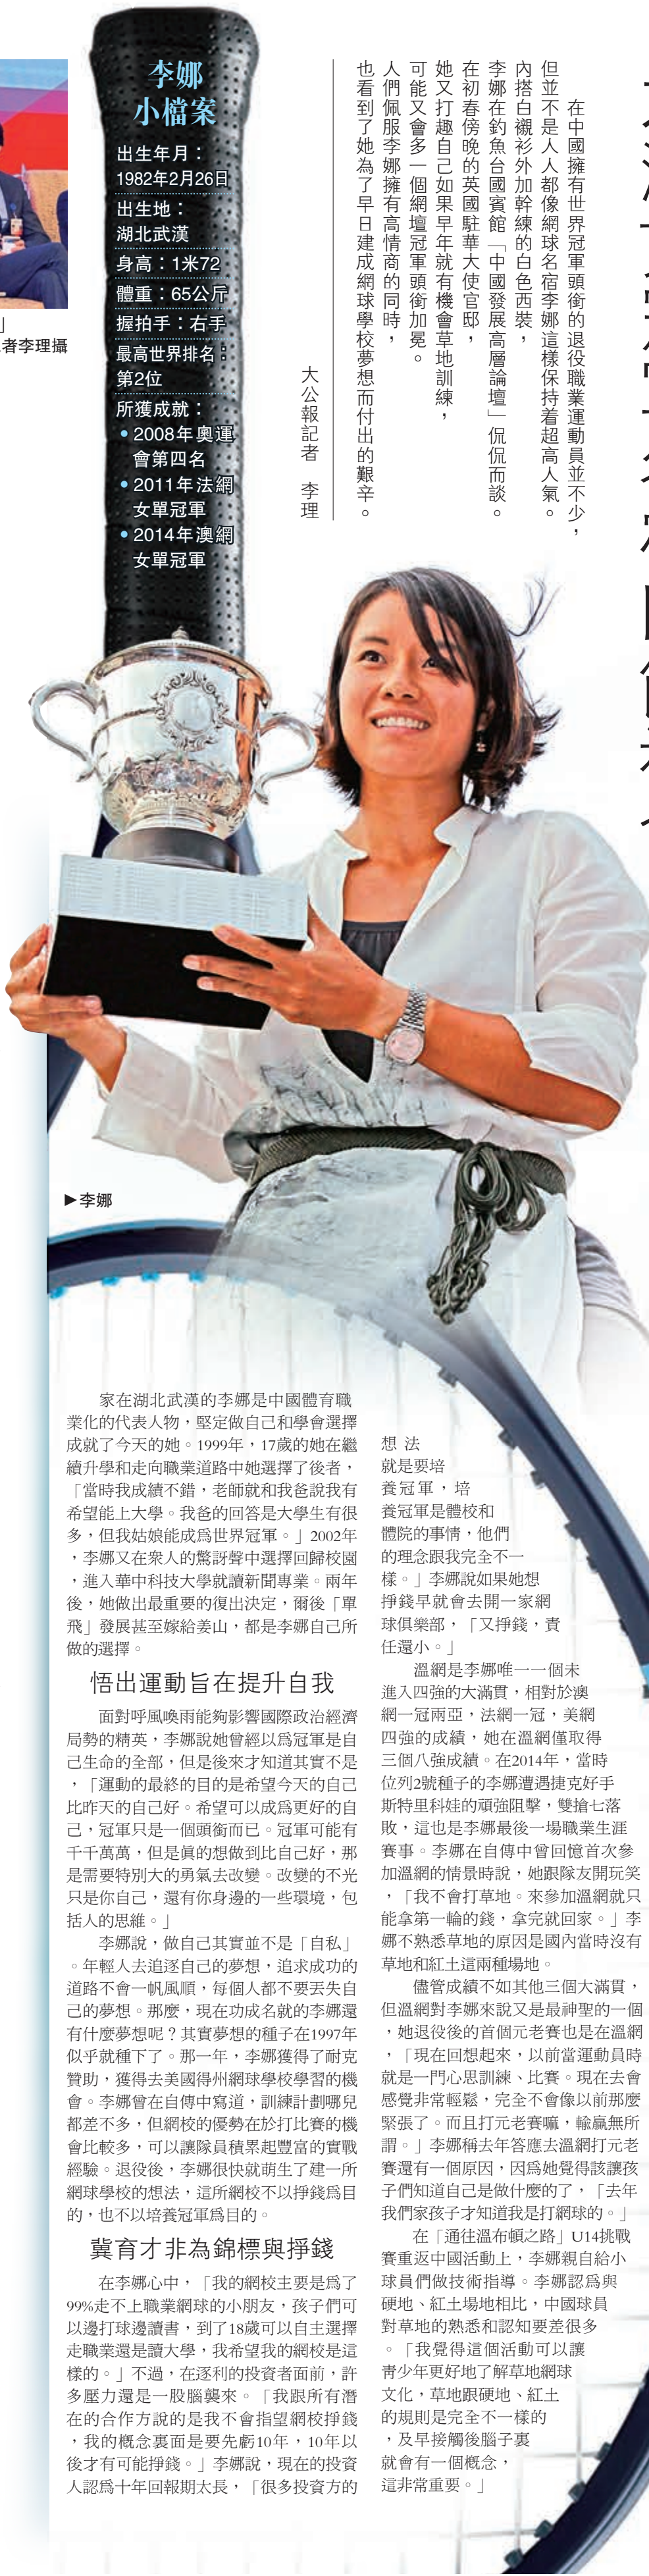 在中國擁有世界冠軍頭銜的退役職業運動員並不少，
但並不是人人都像網球名宿李娜這樣保持着超高人氣。
內搭白襯衫外加幹練的白色西裝，
李娜在釣魚台國賓館「中國發展高層論壇」侃侃而談。
在初春傍晚的英國駐華大使官邸，
她又打趣自己如果早年就有機會草地訓練，
可能又會多一個網壇冠軍頭銜加冕。
人們佩服李娜擁有高情商的同時，
也看到了她為了早日建成網球學校夢想而付出的艱辛。
大公報記者　李理
」
者李理攝
李娜
小檔案
出生年月：
1982年2月26日
出生地：
湖北武漢
身高：1米72
體重：65公斤
握拍手：右手
最高世界排名：
第2位
所獲成就：
•2008年奧運
會第四名
•2011年法網
女單冠軍
•2014年澳網
女單冠軍
▶李娜
家在湖北武漢的李娜是中國體育職
業化的代表人物，堅定做自己和學會選擇
成就了今天的她。1999年，17歲的她在繼
續升學和走向職業道路中她選擇了後者，
「當時我成績不錯，老師就和我爸說我有
希望能上大學。我爸的回答是大學生有很
多，但我姑娘能成爲世界冠軍。」2002年
，李娜又在衆人的驚訝聲中選擇回歸校園
，進入華中科技大學就讀新聞專業。兩年
後，她做出最重要的復出決定，爾後「單
飛」發展甚至嫁給姜山，都是李娜自己所
做的選擇。
悟出運動旨在提升自我
面對呼風喚雨能夠影響國際政治經濟
局勢的精英，李娜說她曾經以爲冠軍是自
己生命的全部，但是後來才知道其實不是
，「運動的最終的目的是希望今天的自己
比昨天的自己好。希望可以成爲更好的自
己，冠軍只是一個頭銜而已。冠軍可能有
千千萬萬，但是眞的想做到比自己好，那
是需要特別大的勇氣去改變。改變的不光
只是你自己，還有你身邊的一些環境，包
括人的思維。」
李娜說，做自己其實並不是「自私」
。年輕人去追逐自己的夢想，追求成功的
道路不會一帆風順，每個人都不要丟失自
己的夢想。那麼，現在功成名就的李娜還
有什麼夢想呢？其實夢想的種子在1997年
似乎就種下了。那一年，李娜獲得了耐克
贊助，獲得去美國得州網球學校學習的機
會。李娜曾在自傳中寫道，訓練計劃哪兒
都差不多，但網校的優勢在於打比賽的機
會比較多，可以讓隊員積累起豐富的實戰
經驗。退役後，李娜很快就萌生了建一所
網球學校的想法，這所網校不以掙錢爲目
的，也不以培養冠軍爲目的。
冀育才非為錦標與掙錢
在李娜心中，「我的網校主要是爲了
99%走不上職業網球的小朋友，孩子們可
以邊打球邊讀書，到了18歲可以自主選擇
走職業還是讀大學，我希望我的網校是這
樣的。」不過，在逐利的投資者面前，許
多壓力還是一股腦襲來。「我跟所有潛
在的合作方說的是我不會指望網校掙錢
，我的概念裏面是要先虧10年，10年以
後才有可能掙錢。」李娜說，現在的投資
人認爲十年回報期太長，「很多投資方的
想法
就是要培
養冠軍，培
養冠軍是體校和
體院的事情，他們
的理念跟我完全不一
樣。」李娜說如果她想
掙錢早就會去開一家網
球俱樂部，「又掙錢，責
任還小。」
溫網是李娜唯一一個未
進入四強的大滿貫，相對於澳
網一冠兩亞，法網一冠，美網
四強的成績，她在溫網僅取得
三個八強成績。在2014年，當時
位列2號種子的李娜遭遇捷克好手
斯特里科娃的頑強阻擊，雙搶七落
敗，這也是李娜最後一場職業生涯
賽事。李娜在自傳中曾回憶首次參
加溫網的情景時說，她跟隊友開玩笑
，「我不會打草地。來參加溫網就只
能拿第一輪的錢，拿完就回家。」李
娜不熟悉草地的原因是國內當時沒有
草地和紅土這兩種場地。
儘管成績不如其他三個大滿貫，
但溫網對李娜來說又是最神聖的一個
，她退役後的首個元老賽也是在溫網
，「現在回想起來，以前當運動員時
就是一門心思訓練、比賽。現在去會
感覺非常輕鬆，完全不會像以前那麼
緊張了。而且打元老賽嘛，輸贏無所
謂。」李娜稱去年答應去溫網打元老
賽還有一個原因，因爲她覺得該讓孩
子們知道自己是做什麼的了，「去年
我們家孩子才知道我是打網球的。」
在「通往溫布頓之路」U14挑戰
賽重返中國活動上，李娜親自給小
球員們做技術指導。李娜認爲與
硬地、紅土場地相比，中國球員
對草地的熟悉和認知要差很多
。「我覺得這個活動可以讓
靑少年更好地了解草地網球
文化，草地跟硬地、紅土
的規則是完全不一樣的
，及早接觸後腦子裏
就會有一個概念，
這非常重要。」